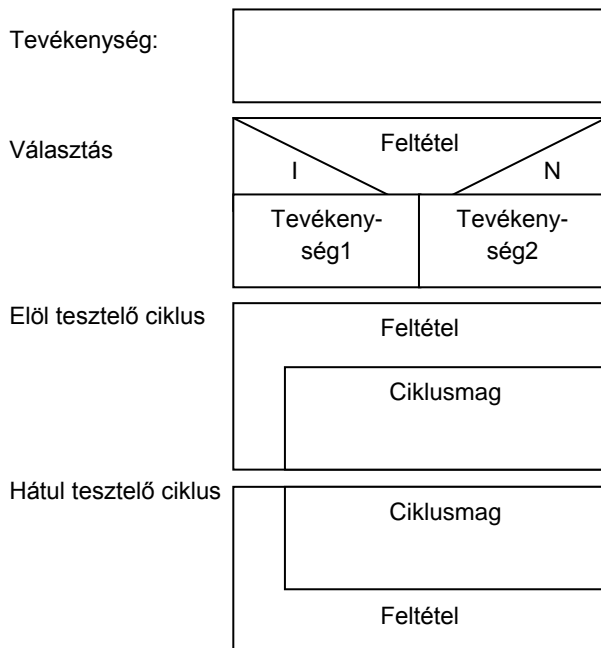 Tevékenység:
Választás
Feltétel
I
N
Tevékeny-
ség1
Tevékeny-
ség2
Elöl tesztelő ciklus
Feltétel
Ciklusmag
Hátul tesztelő ciklus
Ciklusmag
Feltétel